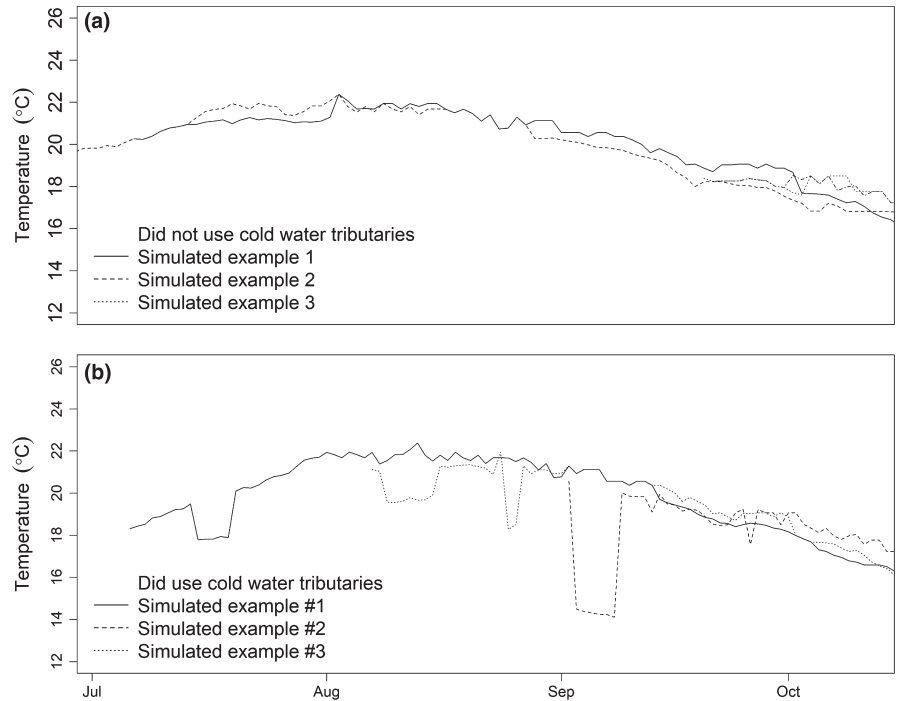 (a)
26
24
22
20
18
16
14
12
Temperature (°C)
Did not use cold water tributaries
Simulated example 1
Simulated example 2
Simulated example 3
(b)
26
24
22
20
18
16
14
12
Temperature (°C)
Did use cold water tributaries
Simulated example #1
Simulated example #2
Simulated example #3
Jul Aug Sep Oct